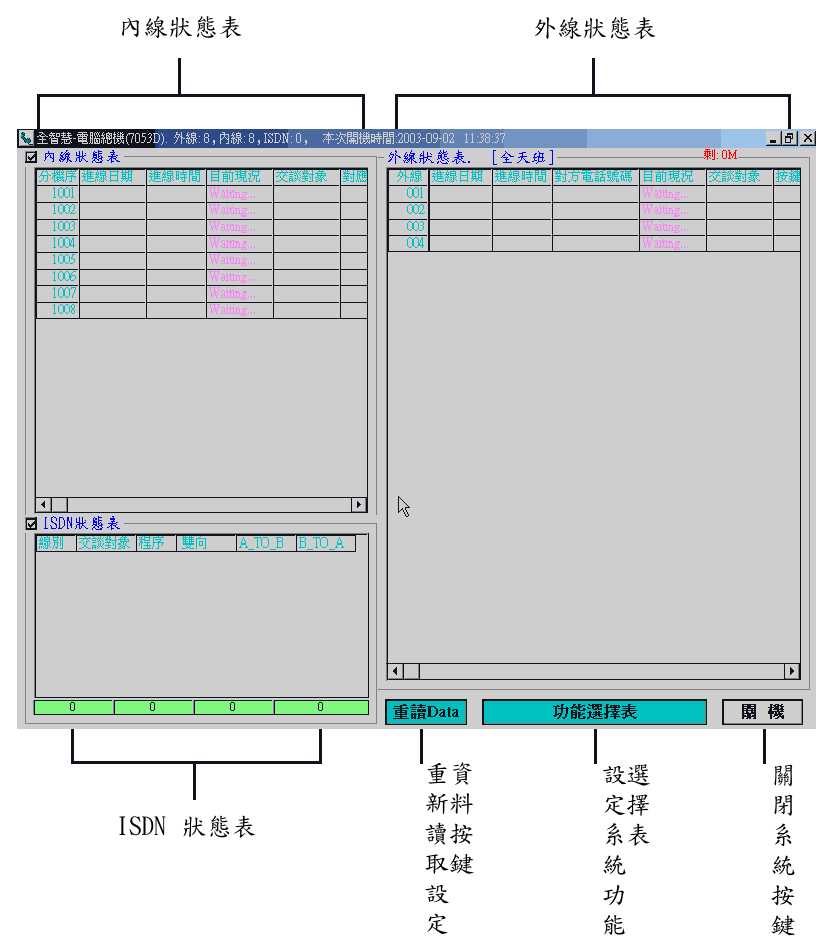 內線狀態表
外線狀態表
全智慧-電腦總機(7053D). 外線:8,內線:8,ISDN:0, 本次開機時間:2003-09-02 11:38:37
內線狀態表
外線狀態表. [全天班]
剩:0M
分機序 進線日期 進線時間 目前現況 交談對象 對應
1001 Waiting...
1002 Waiting...
1003 Waiting...
1004 Waiting...
1005 Waiting...
1006 Waiting...
1007 Waiting...
1008 Waiting...
外線 進線日期 進線時間 對方電話號碼 目前現況 交談對象 按鍵
001 Waiting...
002 Waiting...
003 Waiting...
004 Waiting...
ISDN狀態表
線別 交談對象 程序 雙向 A_TO_B B_TO_A
0 0 0 0
重讀Data
功能選擇表
關 機
ISDN 狀態表
重新讀取設定
資料按鍵
設定系統功能
選擇表
關閉系統按鍵